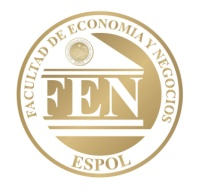 FACULTAD DE ECONOMIA Y NEGOCIOS
FEN
ESPOL